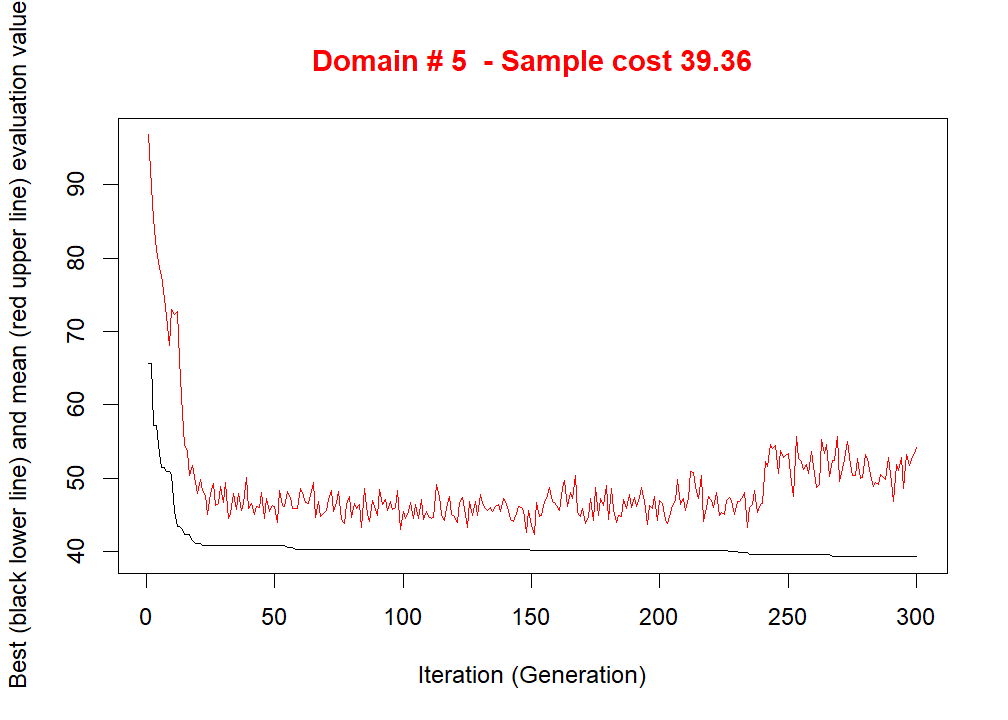 Domain # 5  - Sample cost 39.36
Best (black lower line) and mean (red upper line) evaluation value
90
80
70
60
50
40
0 50 100 150 200 250 300
Iteration (Generation)